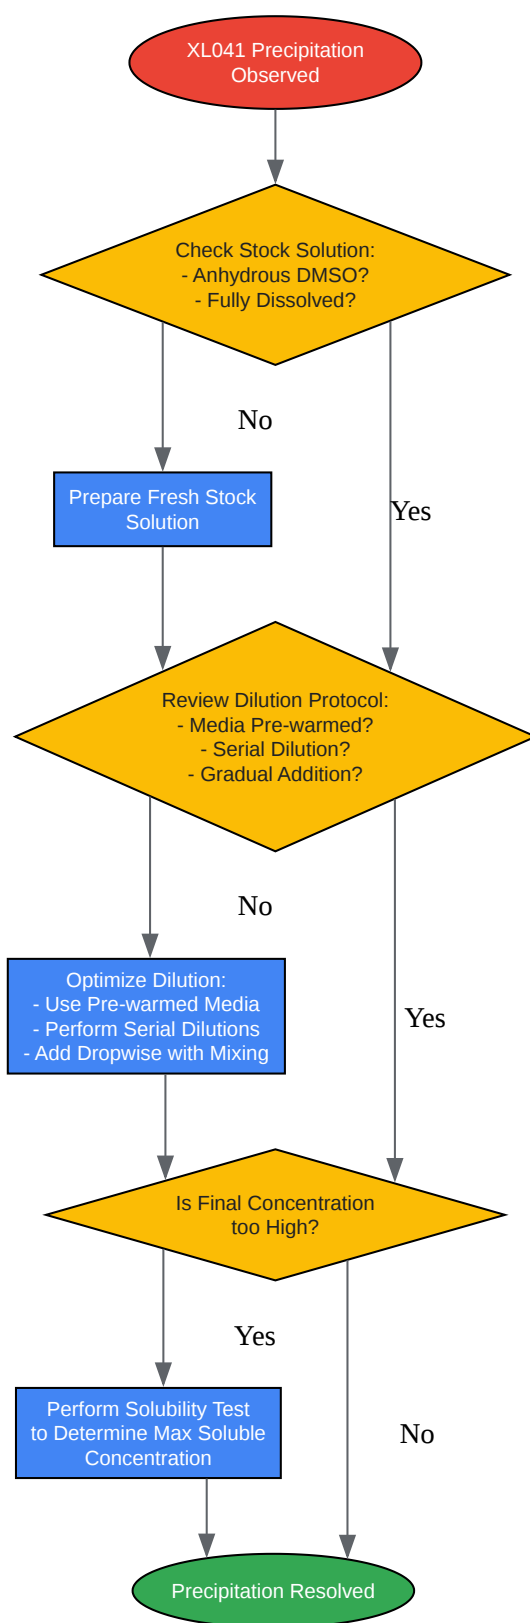 XL041 Precipitation
Observed
Check Stock Solution:
- Anhydrous DMSO?
- Fully Dissolved?
No
Prepare Fresh Stock
Solution
Yes
Review Dilution Protocol:
- Media Pre-warmed?
- Serial Dilution?
- Gradual Addition?
No
Optimize Dilution:
- Use Pre-warmed Media
- Perform Serial Dilutions
- Add Dropwise with Mixing
Yes
Is Final Concentration
too High?
Yes
Perform Solubility Test
to Determine Max Soluble
Concentration
No
Precipitation Resolved